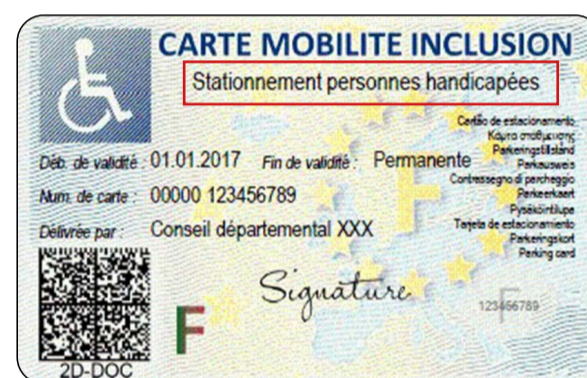 CARTE MOBILITE INCLUSION
Stationnement personnes handicapées
Cartão de estacionamento
Κάρτα στάθμευσης
Parkeringstillstånd
Parkausweis
Contrassegno di parcheggio
Parkeerkaart
Pysäköintilupa
Tarjeta de estacionamiento
Parkeringskort
Parking card
Déb. de validité : 01.01.2017 Fin de validité : Permanente
Num. de carte : 00000 123456789
Délivrée par : Conseil départemental XXX
Signature
F
F
F
123456789
2D-DOC